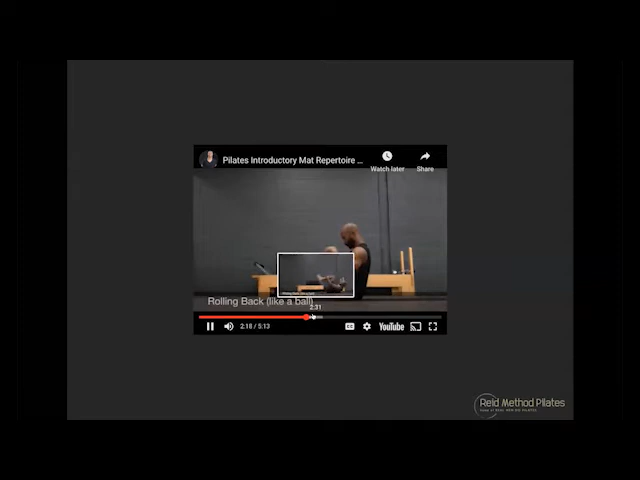 Pilates Introductory Mat Repertoire ...
Watch later
Share
Rolling Back (like a ball)
2:31
2:18 / 5:13
CC
YouTube
Reid Method Pilates